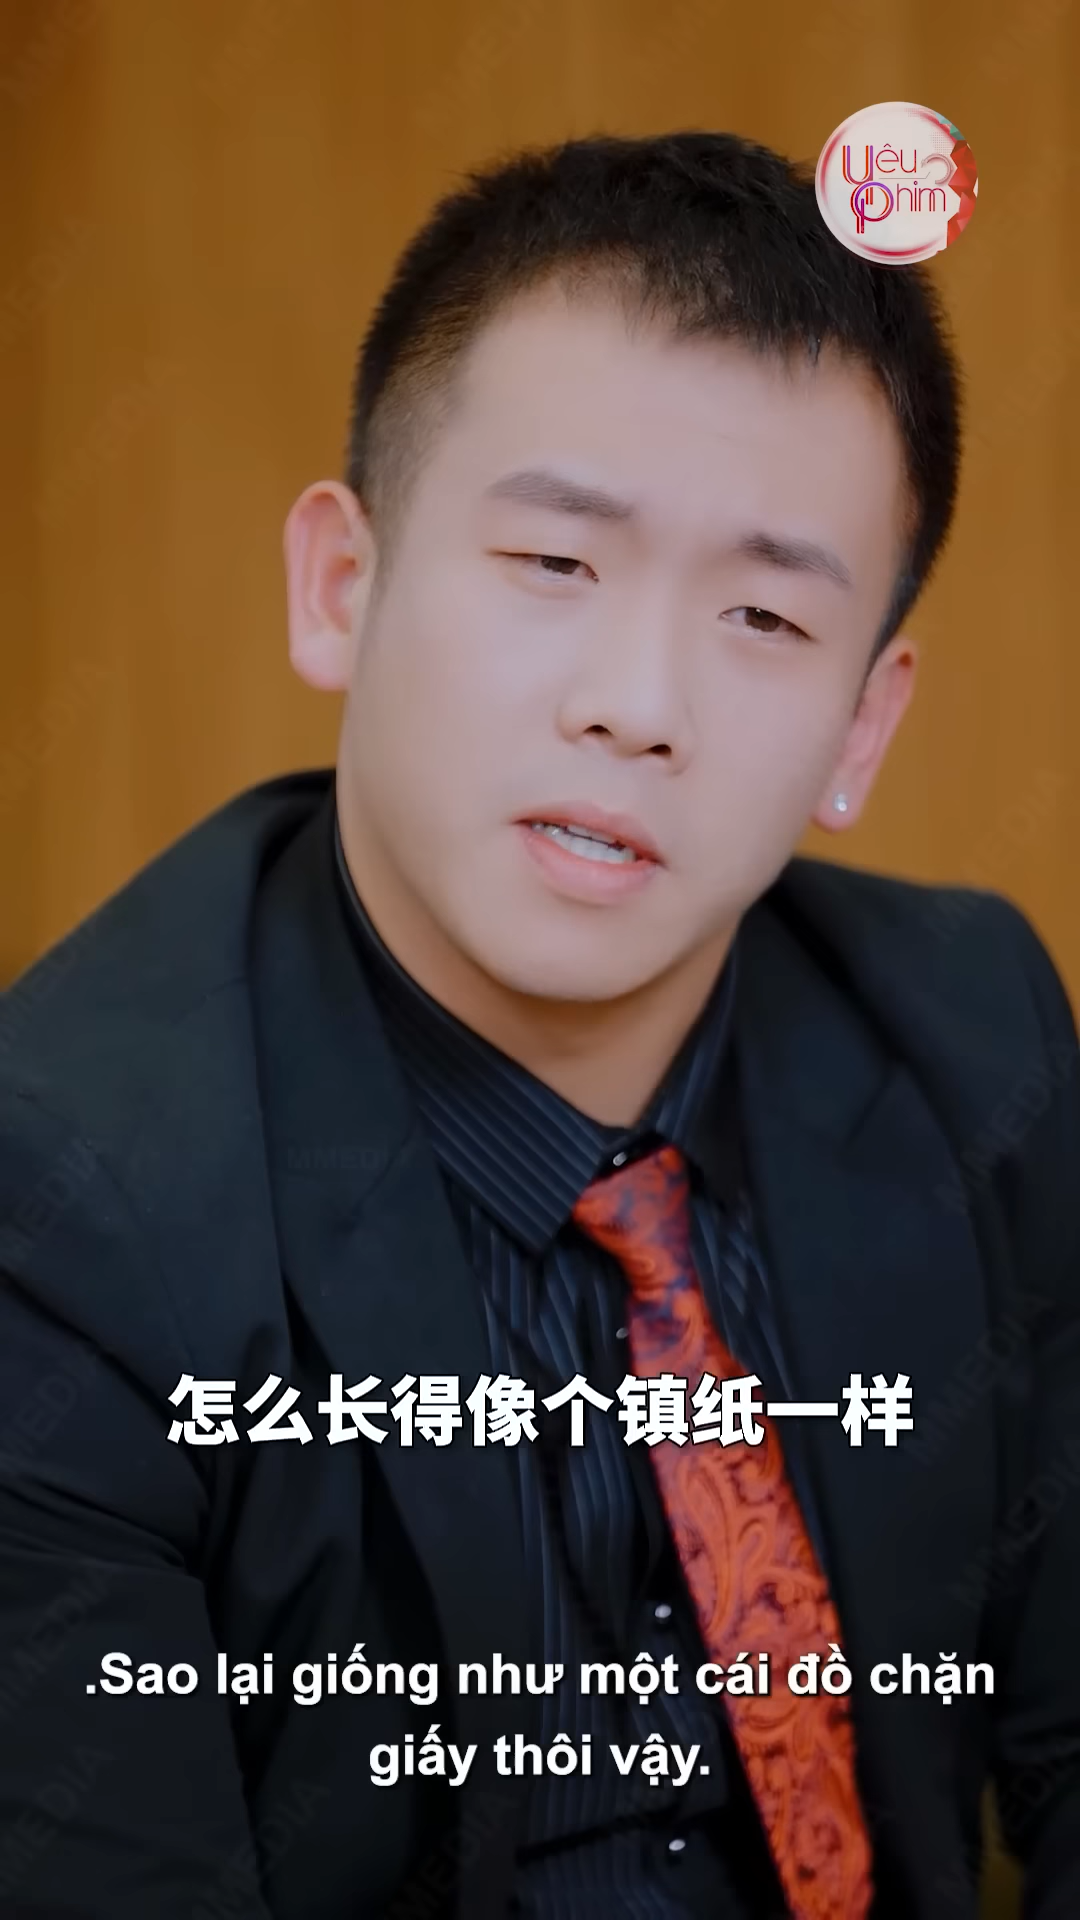 Yêu
Phim
怎么长得像个镇纸一样
.Sao lại giống như một cái đồ chặn
giấy thôi vậy.
MMEDIA